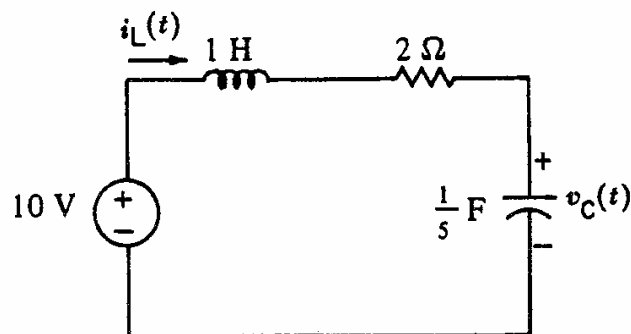 i_L(t)
1 H
2 Ω
10 V
+
−
1/5 F
+
v_C(t)
−